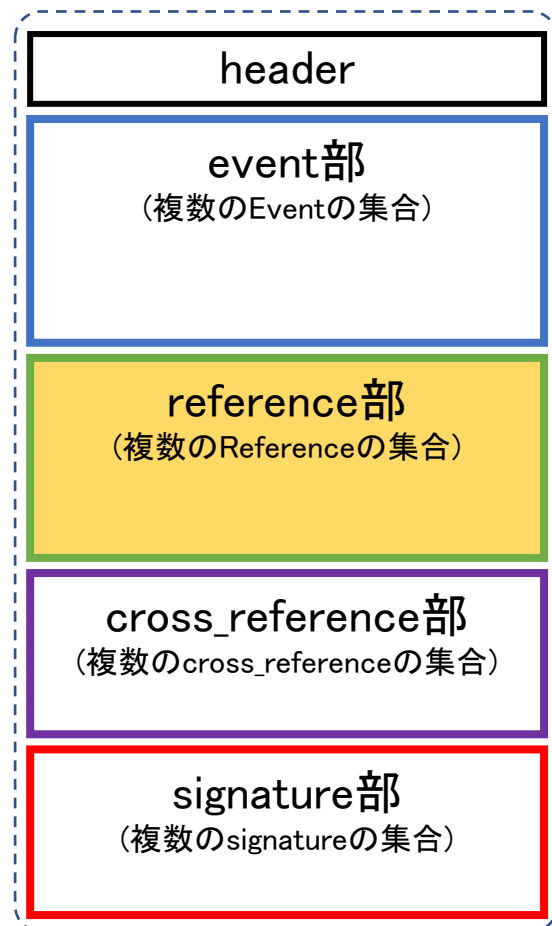 header
event部
(複数のEventの集合)
reference部
(複数のReferenceの集合)
cross_reference部
(複数のcross_referenceの集合)
signature部
(複数のsignatureの集合)